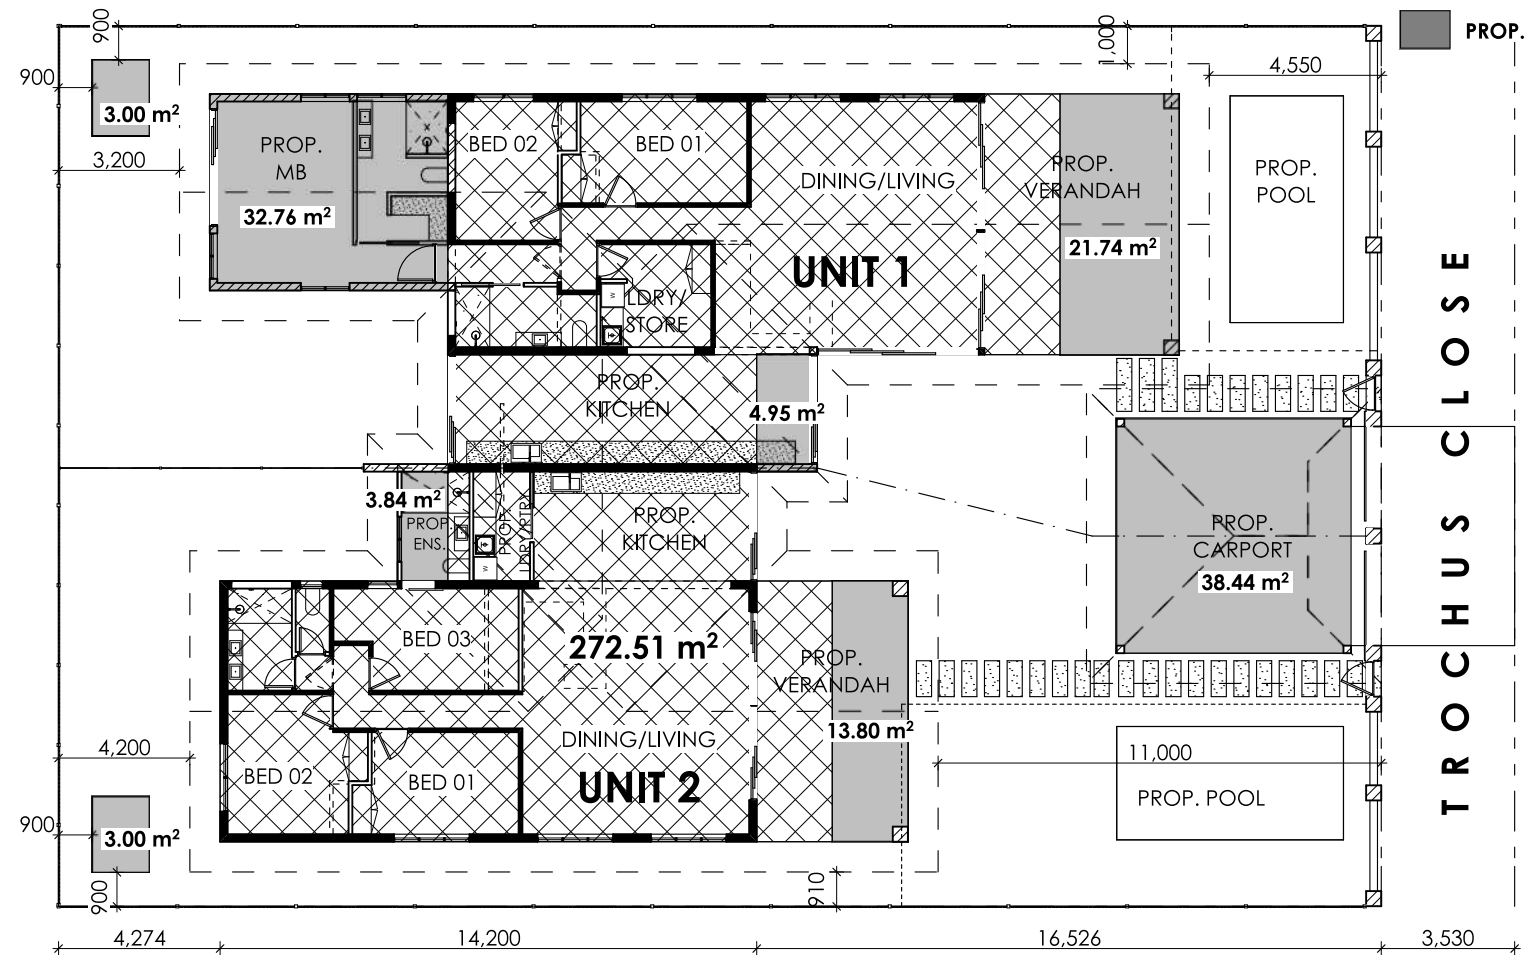 900
1,000
PROP.
900
4,550
3.00 m²
3,200
PROP.
MB
32.76 m²
BED 02
BED 01
DINING/LIVING
PROP.
VERANDAH
PROP.
POOL
21.74 m²
UNIT 1
LDRY/
STORE
W
PROP.
KITCHEN
4.95 m²
3.84 m²
PROP.
ENS.
PROP.
W
PROP.
KITCHEN
PROP.
CARPORT
38.44 m²
TROCHUS CLOSE
BED 03
272.51 m²
PROP.
VERANDAH
13.80 m²
DINING/LIVING
4,200
BED 02
BED 01
UNIT 2
11,000
PROP. POOL
900
3.00 m²
900
910
4,274
14,200
16,526
3,530